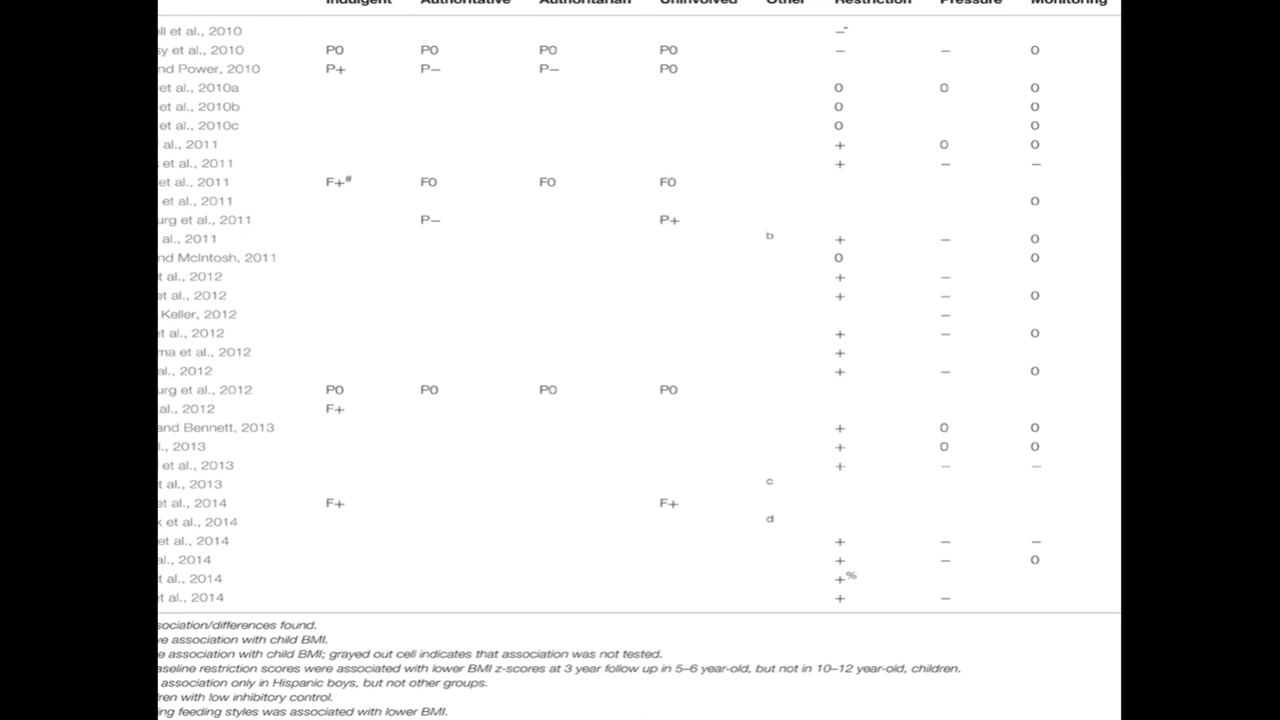 Indulgent Authoritative Authoritarian Uninvolved Other Restriction Pressure Monitoring
ll et al., 2010 –^
sy et al., 2010 P0 P0 P0 P0 – – 0
nd Power, 2010 P+ P– P– P0
et al., 2010a 0 0 0
et al., 2010b 0 0
et al., 2010c 0 0
al., 2011 + 0 0
et al., 2011 + – –
et al., 2011 F+# F0 F0 F0
et al., 2011 0
urg et al., 2011 P– P+
al., 2011 b + – 0
nd McIntosh, 2011 0 0
t al., 2012 + –
et al., 2012 + – 0
Keller, 2012 –
et al., 2012 + – 0
ma et al., 2012 +
al., 2012 + – 0
urg et al., 2012 P0 P0 P0 P0
al., 2012 F+
and Bennett, 2013 + 0 0
l., 2013 + 0 0
et al., 2013 + – –
t al., 2013 c
et al., 2014 F+ F+
k et al., 2014 d
et al., 2014 + – –
al., 2014 + – 0
t al., 2014 +%
et al., 2014 + –
sociation/differences found.
ve association with child BMI.
e association with child BMI; grayed out cell indicates that association was not tested.
aseline restriction scores were associated with lower BMI z-scores at 3 year follow up in 5–6 year-old, but not in 10–12 year-old, children.
association only in Hispanic boys, but not other groups.
ren with low inhibitory control.
ing feeding styles was associated with lower BMI.